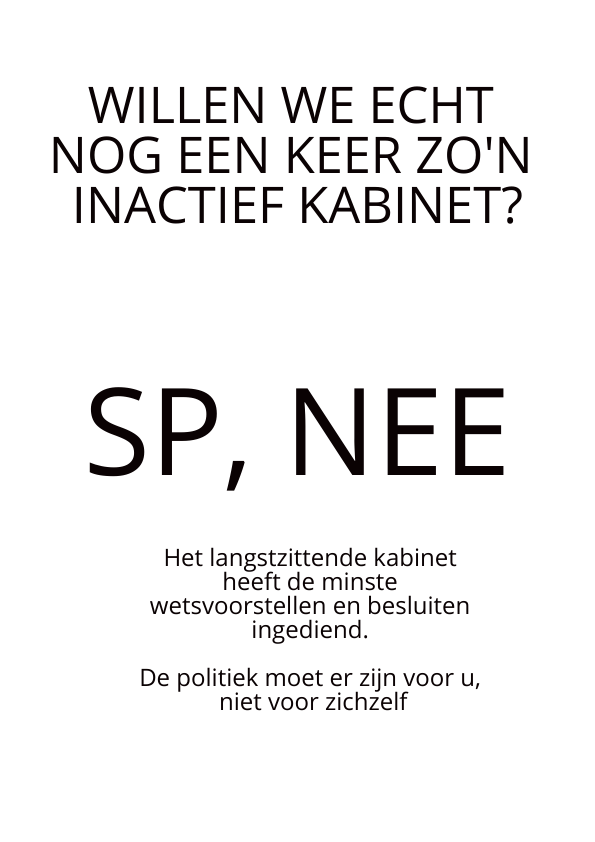 WILLEN WE ECHT
NOG EEN KEER ZO'N
INACTIEF KABINET?
SP, NEE
Het langstzittende kabinet
heeft de minste
wetsvoorstellen en besluiten
ingediend.
De politiek moet er zijn voor u,
niet voor zichzelf